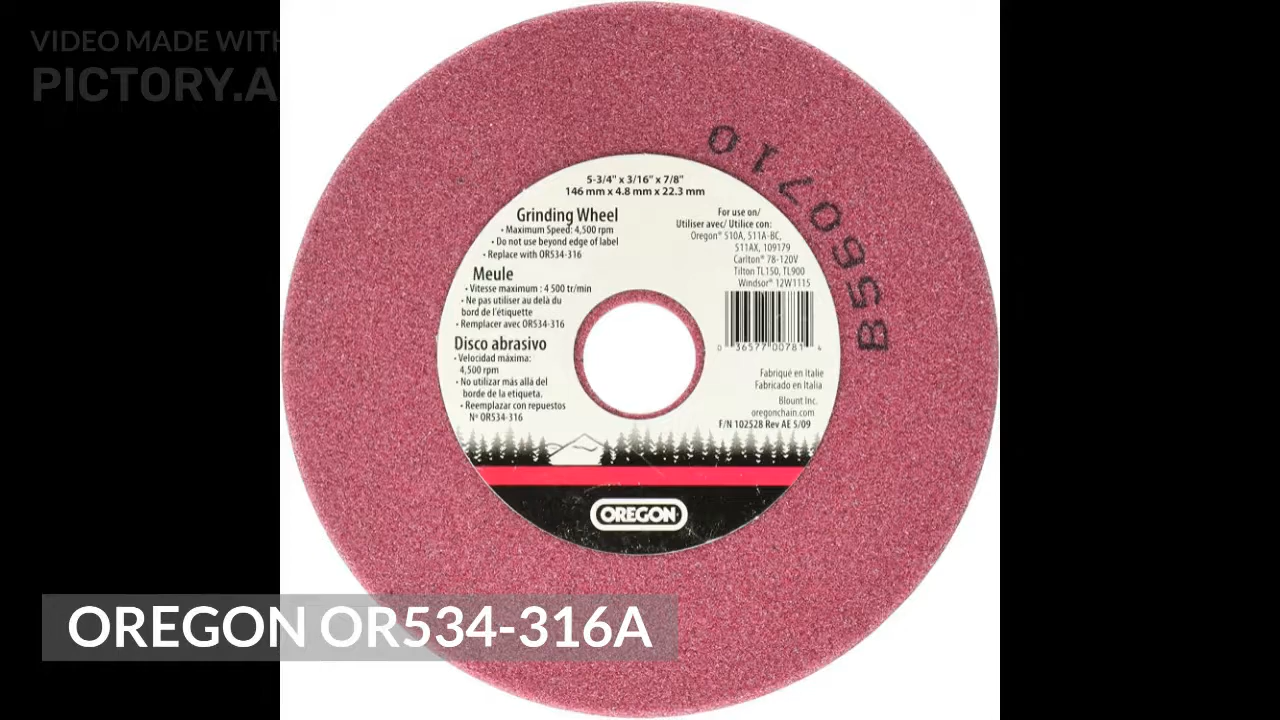 VIDEO MADE WITH
PICTORY.A
5-3/4" x 3/16" x 7/8"
146 mm x 4.8 mm x 22.3 mm
Grinding Wheel
• Maximum Speed: 4,500 rpm
• Do not use beyond edge of label
• Replace with OR534-316
Meule
• Vitesse maximum : 4 500 tr/min
• Ne pas utiliser au delà du
bord de l'étiquette
• Remplacer avec OR534-316
Disco abrasivo
• Velocidad máxima:
4,500 rpm
• No utilizar más allá del
borde de la etiqueta.
• Reemplazar con repuestos
Nº OR534-316
For use on/
Utiliser avec/ Utilice con:
Oregon® 510A, 511A-BC,
511AX, 109179
Carlton® 78-120V
Tilton TL150, TL900
Windsor® 12W1115
0 36577 00781 4
Fabriqué en Italie
Fabricado en Italia
Blount Inc.
oregonchain.com
F/N 102528 Rev AE 5/09
OREGON
B5860710
OREGON OR534-316A